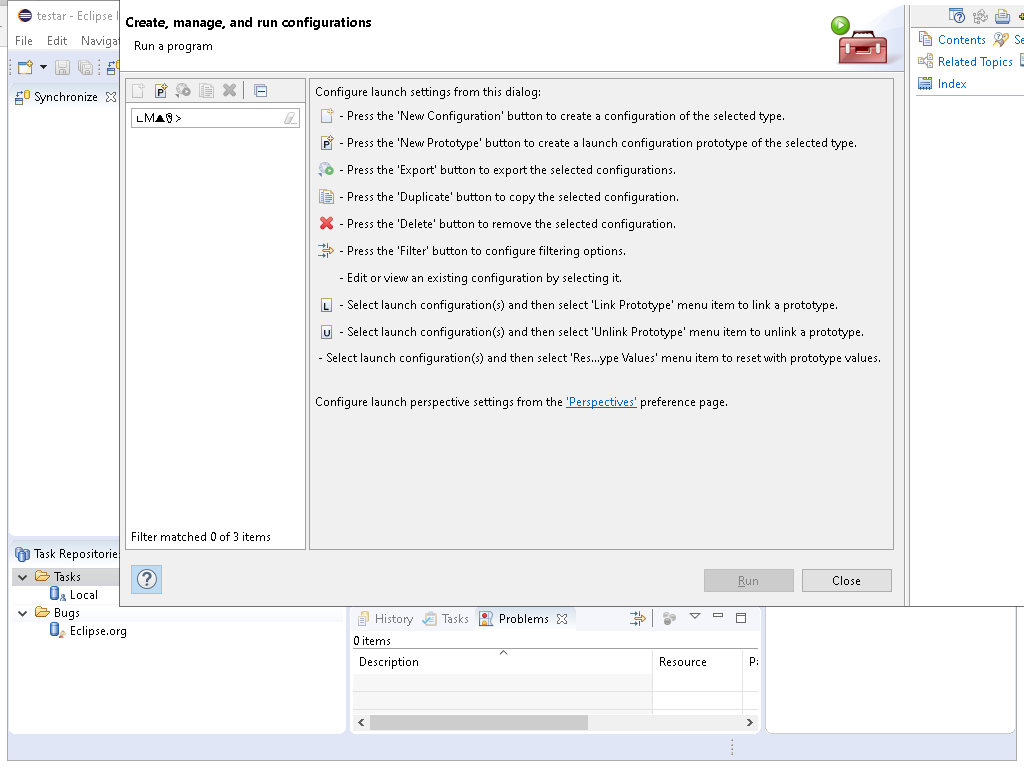 testar - Eclipse I
File Edit Navigat
Synchronize
Create, manage, and run configurations
Run a program
Configure launch settings from this dialog:
- Press the 'New Configuration' button to create a configuration of the selected type.
- Press the 'New Prototype' button to create a launch configuration prototype of the selected type.
- Press the 'Export' button to export the selected configurations.
- Press the 'Duplicate' button to copy the selected configuration.
- Press the 'Delete' button to remove the selected configuration.
- Press the 'Filter' button to configure filtering options.
- Edit or view an existing configuration by selecting it.
L - Select launch configuration(s) and then select 'Link Prototype' menu item to link a prototype.
U - Select launch configuration(s) and then select 'Unlink Prototype' menu item to unlink a prototype.
- Select launch configuration(s) and then select 'Res...ype Values' menu item to reset with prototype values.
Configure launch perspective settings from the 'Perspectives' preference page.
Filter matched 0 of 3 items
Run Close
Contents Se
Related Topics
Index
Task Repositorie
Tasks
Local
Bugs
Eclipse.org
History Tasks Problems
0 items
Description Resource Pa